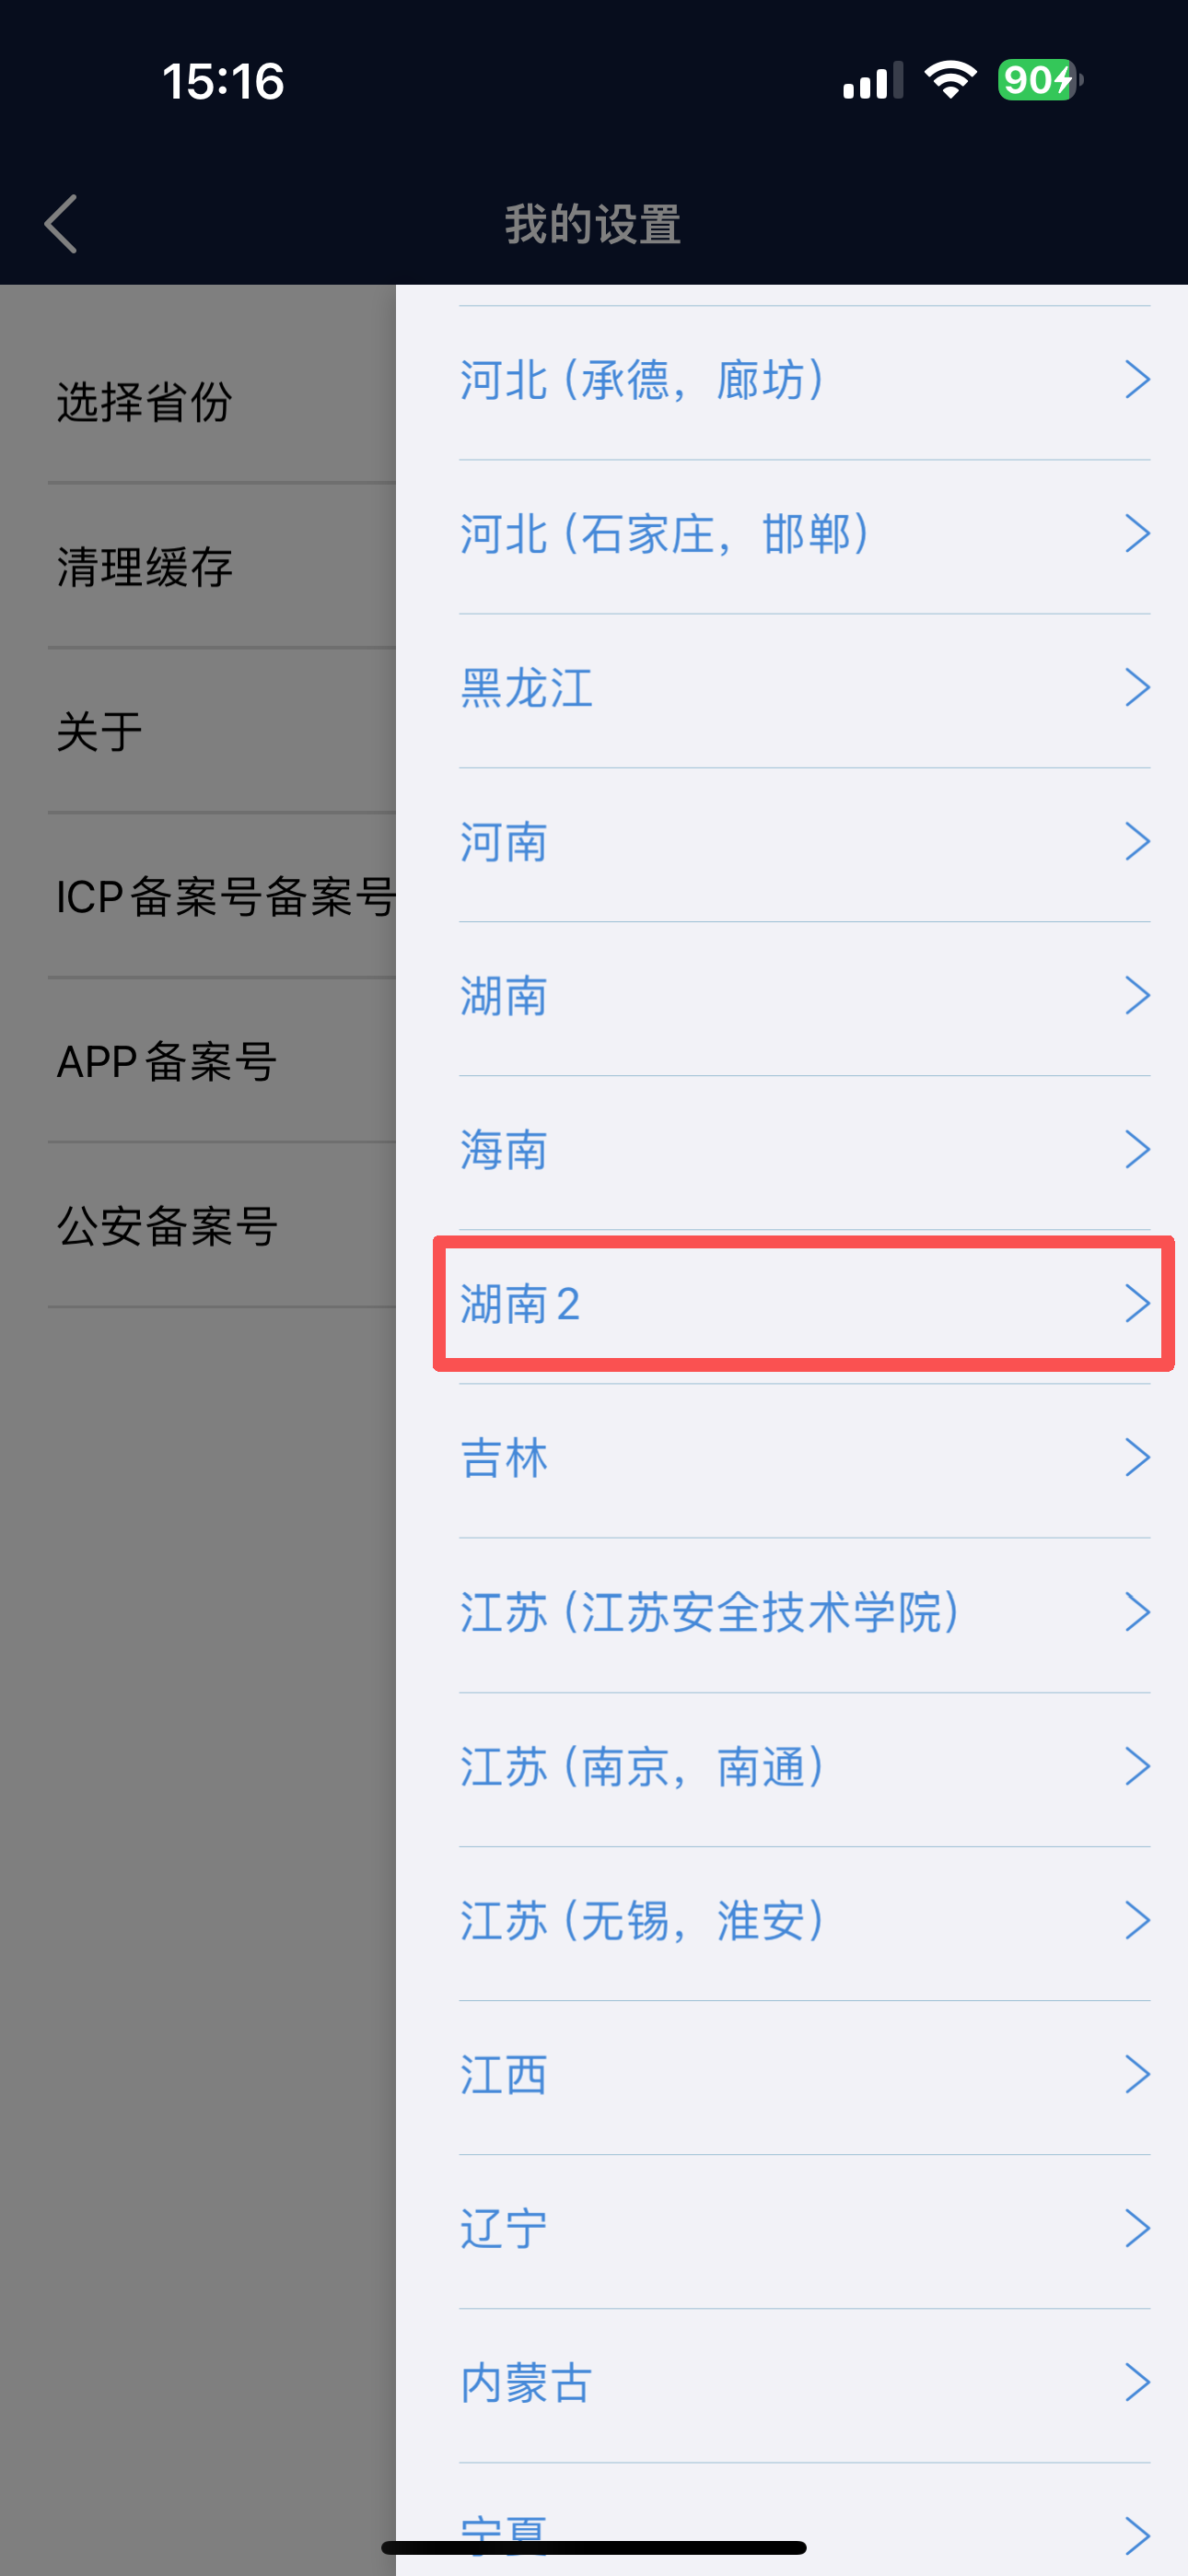 15:16
90
我的设置
选择省份
清理缓存
关于
ICP备案号备案号
APP备案号
公安备案号
河北（承德，廊坊）
河北（石家庄，邯郸）
黑龙江
河南
湖南
海南
湖南2
吉林
江苏（江苏安全技术学院）
江苏（南京，南通）
江苏（无锡，淮安）
江西
辽宁
内蒙古
宁夏